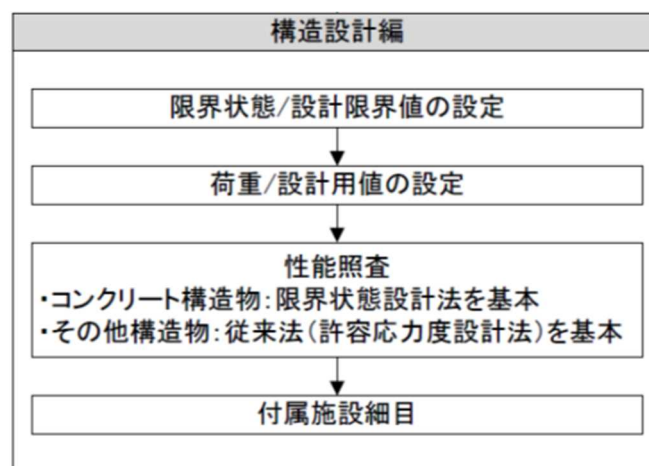 構造設計編
限界状態/設計限界値の設定
荷重/設計用値の設定
性能照査
・コンクリート構造物：限界状態設計法を基本
・その他構造物：従来法（許容応力度設計法）を基本
付属施設細目